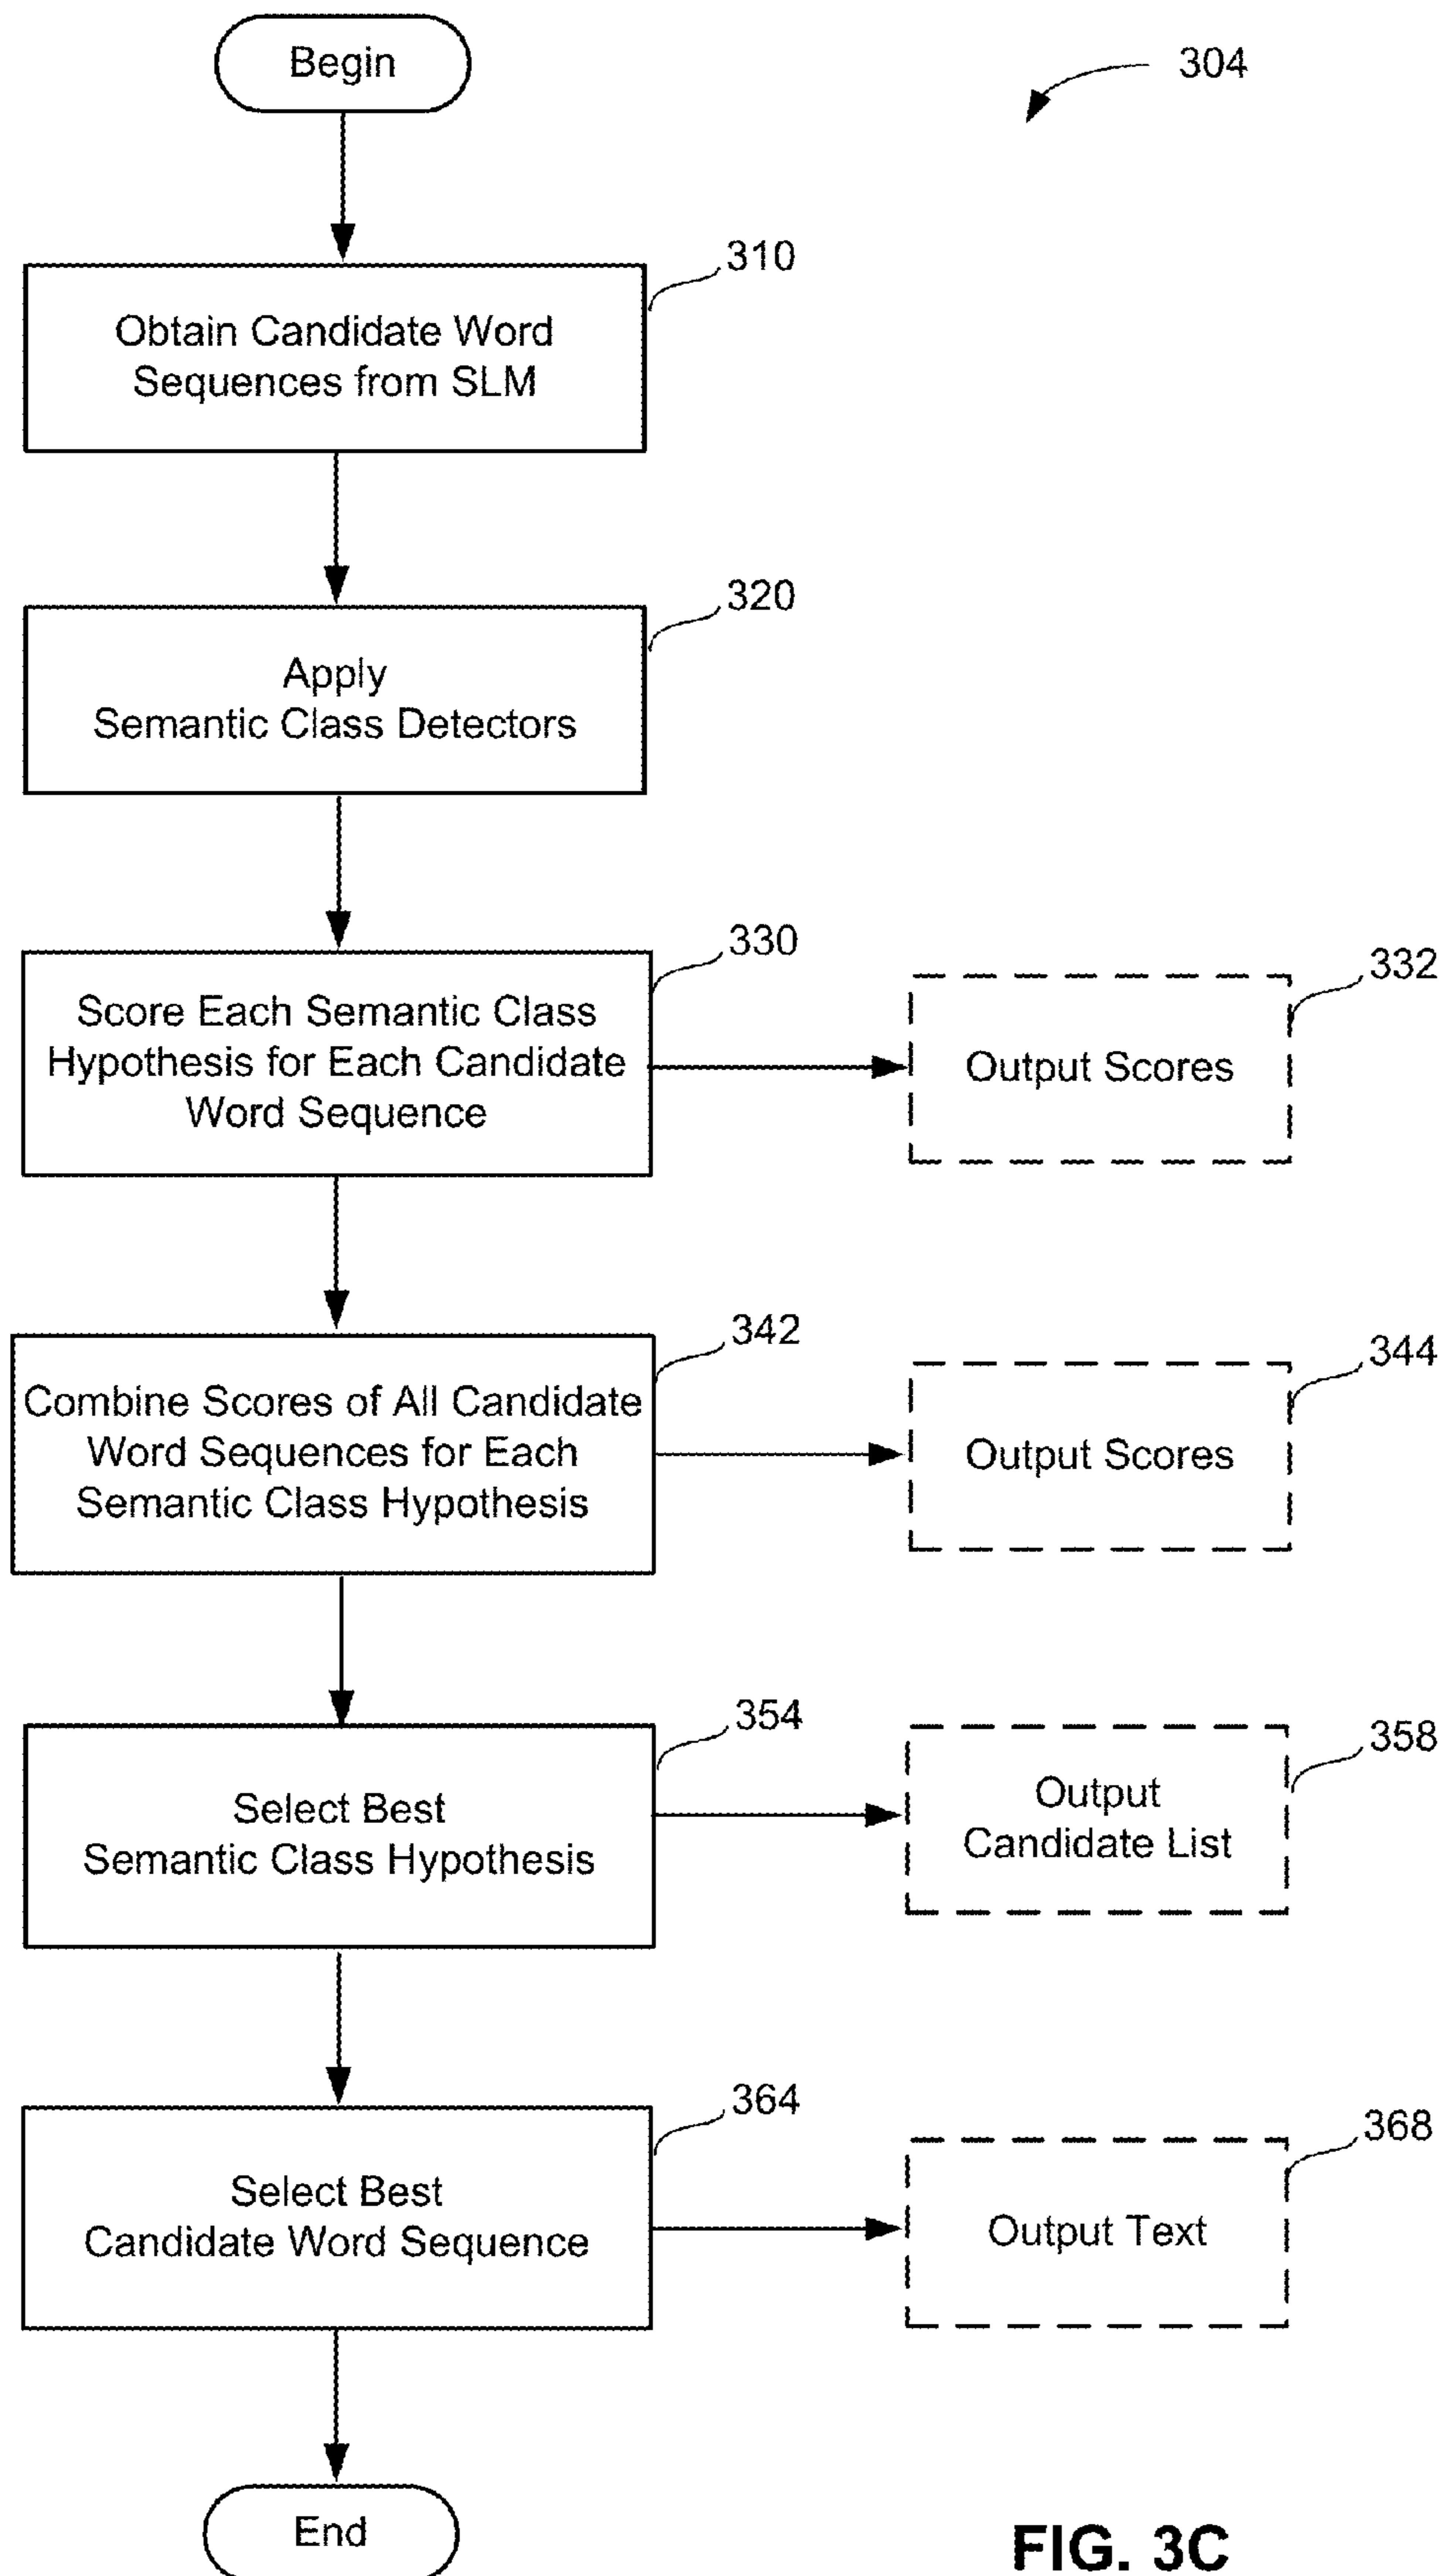 Begin
304
310
Obtain Candidate Word
Sequences from SLM
320
Apply
Semantic Class Detectors
330
Score Each Semantic Class
Hypothesis for Each Candidate
Word Sequence
332
Output Scores
342
Combine Scores of All Candidate
Word Sequences for Each
Semantic Class Hypothesis
344
Output Scores
354
Select Best
Semantic Class Hypothesis
358
Output
Candidate List
364
Select Best
Candidate Word Sequence
368
Output Text
End
FIG. 3C